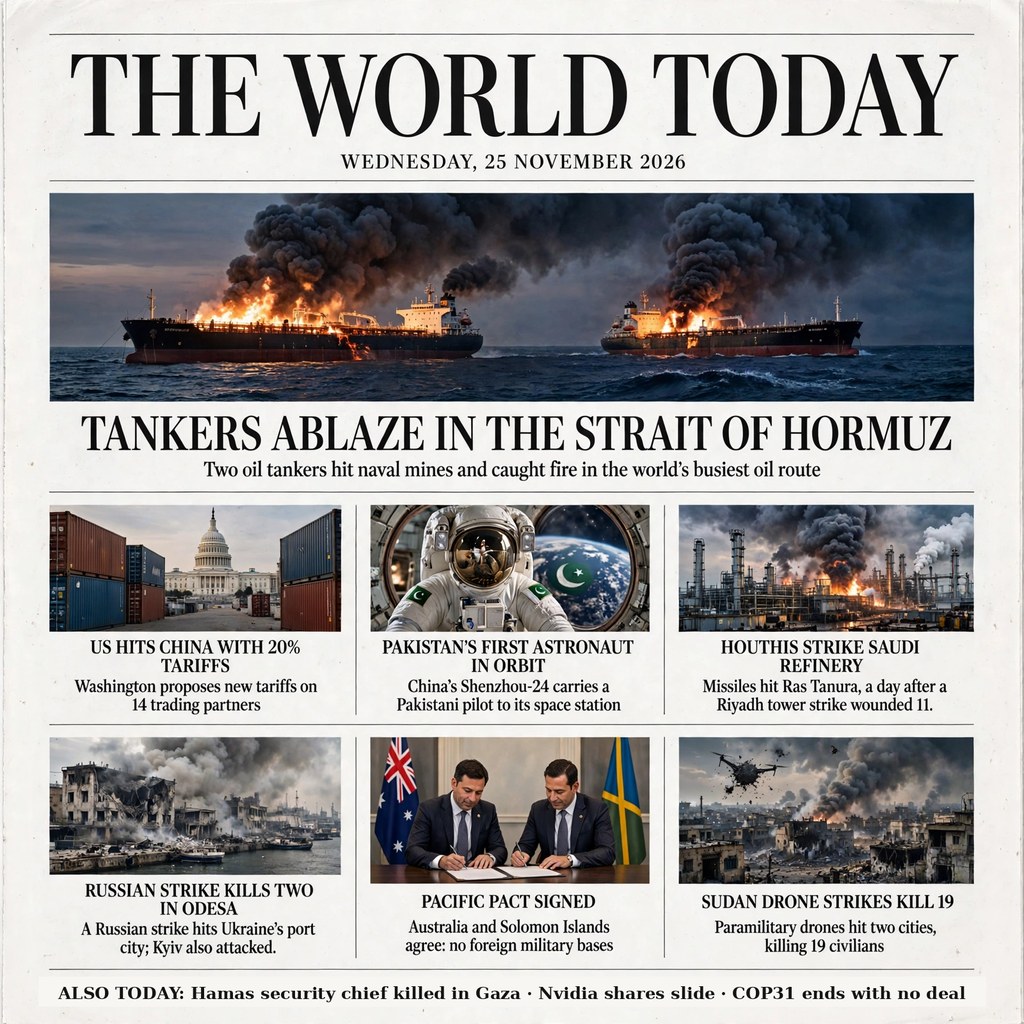 THE WORLD TODAY
WEDNESDAY, 25 NOVEMBER 2026
TANKERS ABLAZE IN THE STRAIT OF HORMUZ
Two oil tankers hit naval mines and caught fire in the world's busiest oil route
US HITS CHINA WITH 20%
TARIFFS
Washington proposes new tariffs on
14 trading partners
PAKISTAN'S FIRST ASTRONAUT
IN ORBIT
China's Shenzhou-24 carries a
Pakistani pilot to its space station
HOUTHIS STRIKE SAUDI
REFINERY
Missiles hit Ras Tanura, a day after a
Riyadh tower strike wounded 11.
RUSSIAN STRIKE KILLS TWO
IN ODESA
A Russian strike hits Ukraine's port
city; Kyiv also attacked.
PACIFIC PACT SIGNED
Australia and Solomon Islands
agree: no foreign military bases
SUDAN DRONE STRIKES KILL 19
Paramilitary drones hit two cities,
killing 19 civilians
ALSO TODAY: Hamas security chief killed in Gaza · Nvidia shares slide · COP31 ends with no deal